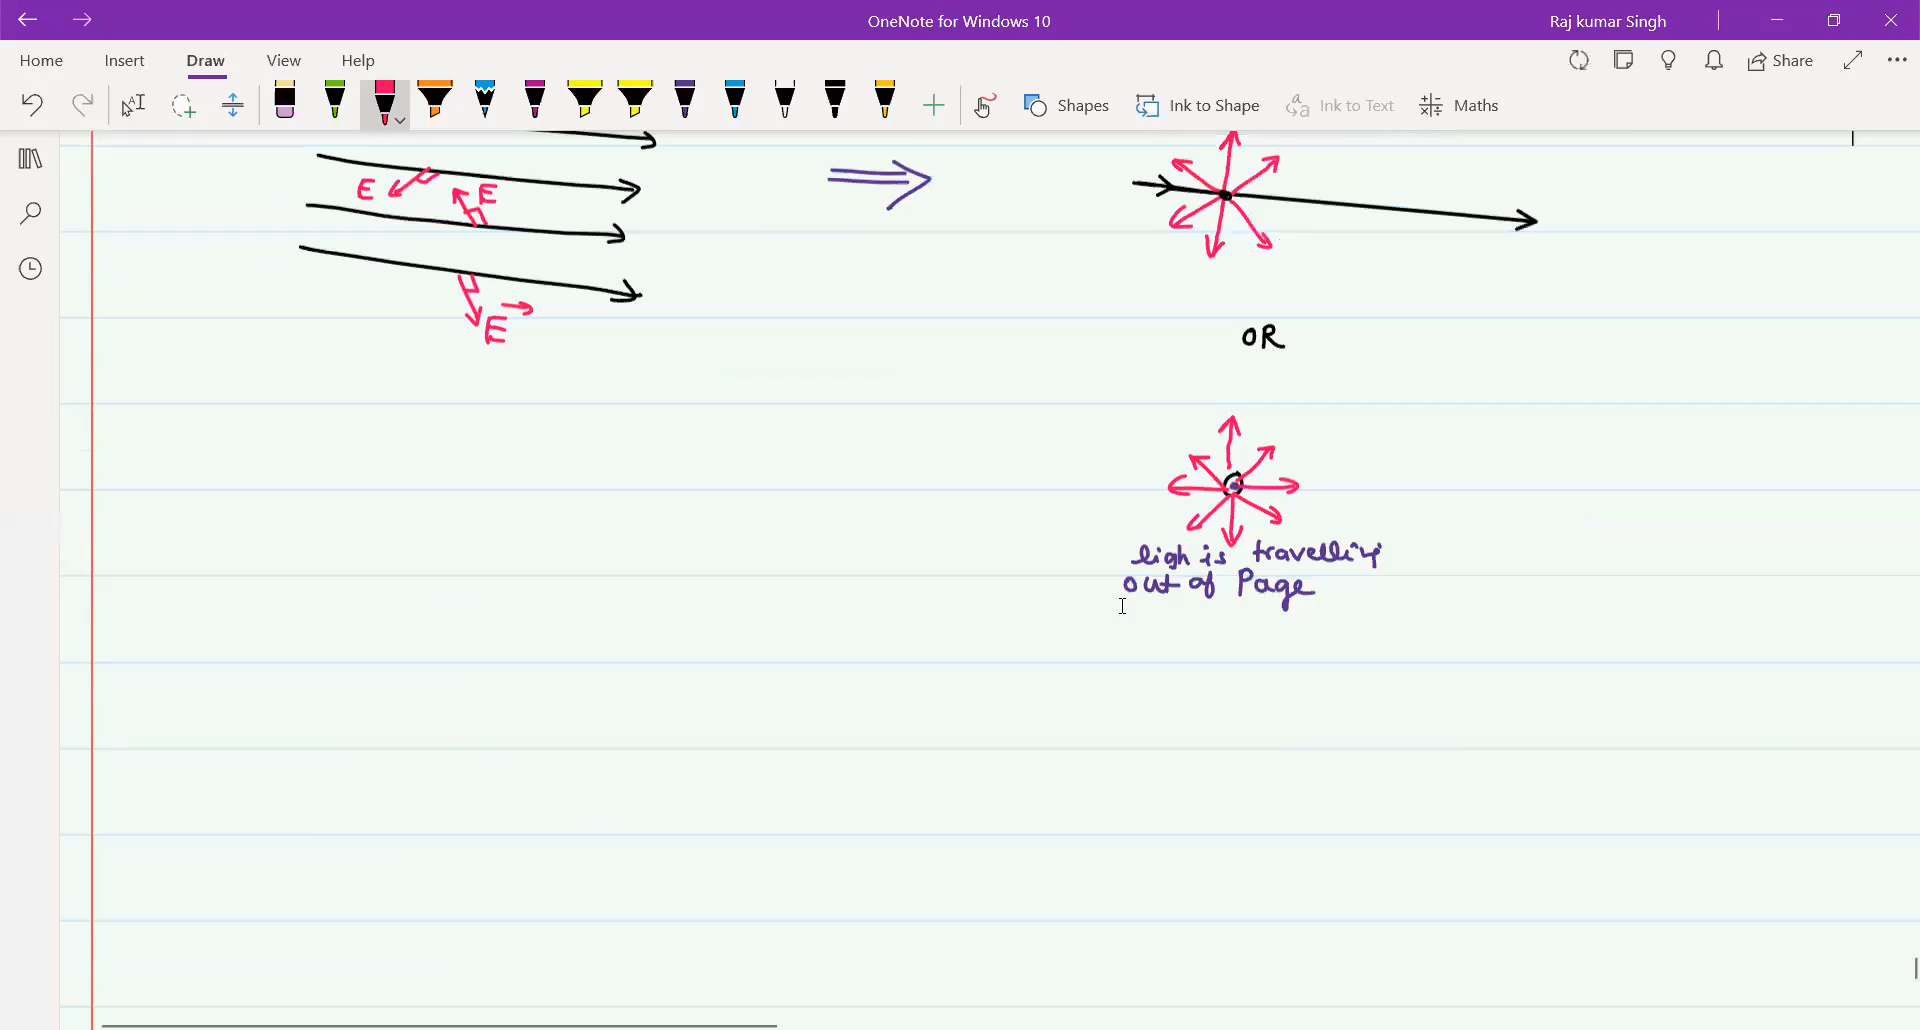 OneNote for Windows 10
Raj kumar Singh
Home Insert Draw View Help
Share
Shapes Ink to Shape Ink to Text Maths
E
E
E
OR
ligh is travelling
out of Page